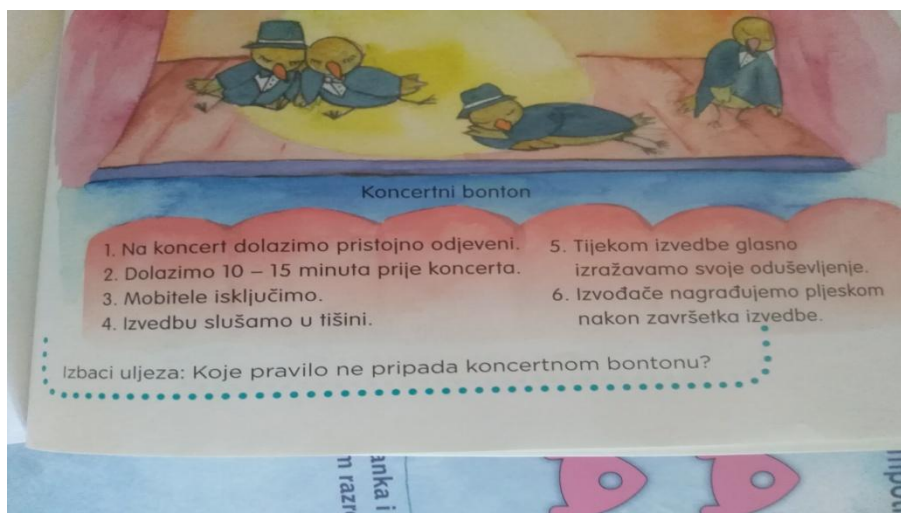 Koncertni bonton
1. Na koncert dolazimo pristojno odjeveni.
2. Dolazimo 10 – 15 minuta prije koncerta.
3. Mobitele isključimo.
4. Izvedbu slušamo u tišini.
5. Tijekom izvedbe glasno
izražavamo svoje oduševljenje.
6. Izvođače nagrađujemo pljeskom
nakon završetka izvedbe.
Izbaci uljeza: Koje pravilo ne pripada koncertnom bontonu?
anka i
m razr